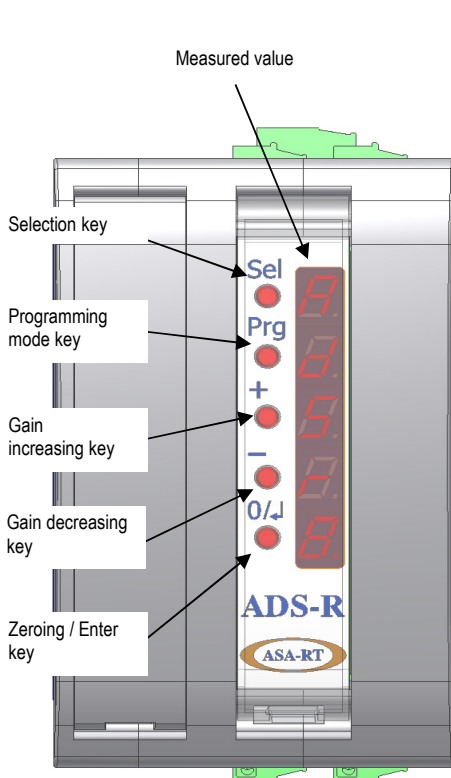 Measured value
Selection key
Sel
Programming
mode key
Prg
+
Gain
increasing key
−
Gain decreasing
key
0/↲
Zeroing / Enter
key
ADS-R
ASA-RT